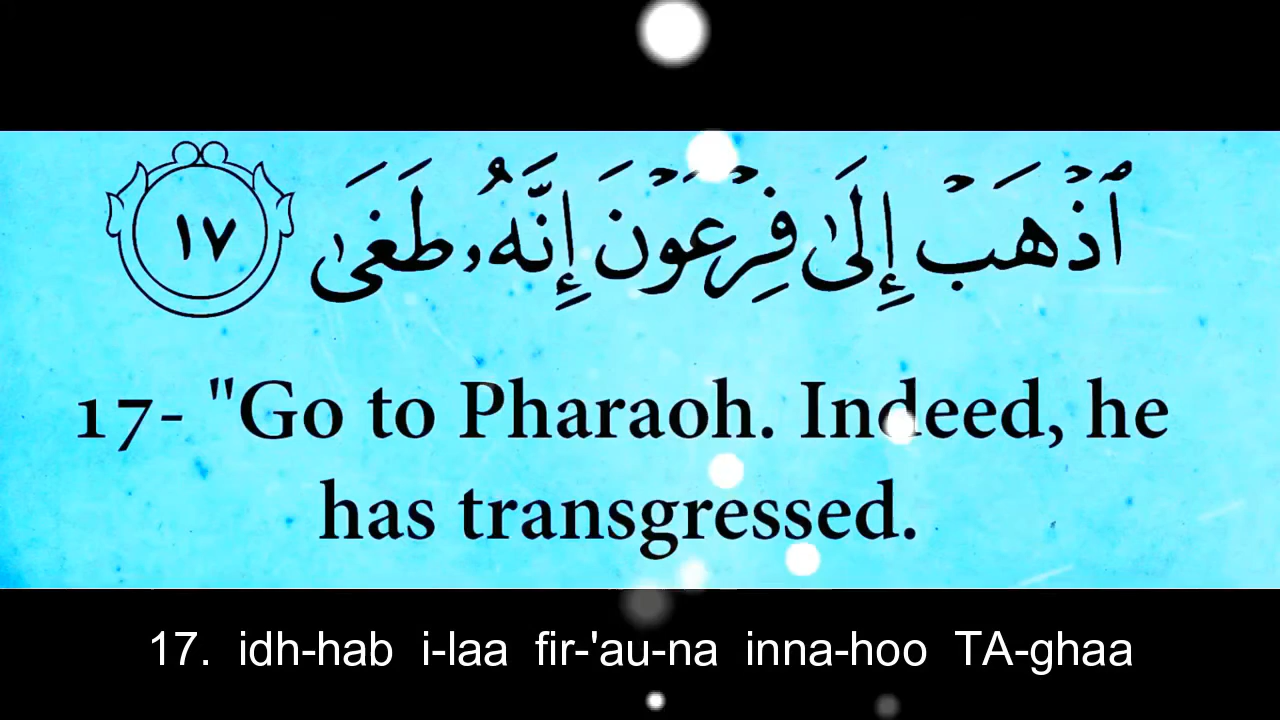 ٱذۡهَبۡ إِلَىٰ فِرۡعَوۡنَ إِنَّهُۥ طَغَىٰ ١٧
17- "Go to Pharaoh. Indeed, he
has transgressed.
17. idh-hab i-laa fir-'au-na inna-hoo TA-ghaa